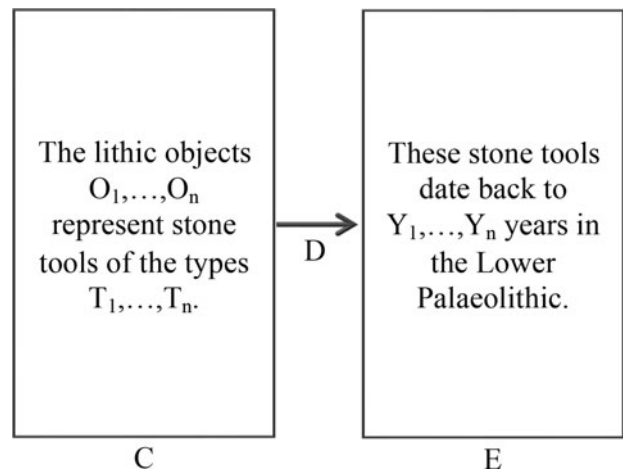 The lithic objects
O₁,…,Oₙ
represent stone
tools of the types
T₁,…,Tₙ.
D
These stone tools
date back to
Y₁,…,Yₙ years in
the Lower
Palaeolithic.
C
E